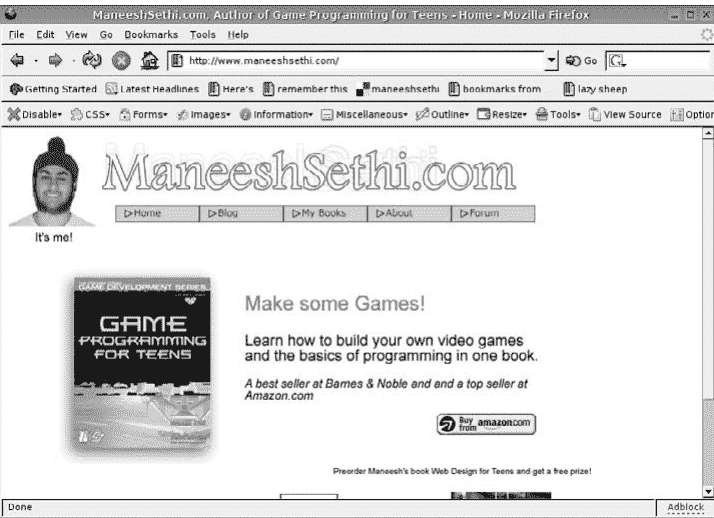 ManeeshSethi.com, Author of Game Programming for Teens - Home - Mozilla Firefox
File Edit View Go Bookmarks Tools Help
http://www.maneeshsethi.com/ Go G
Getting Started Latest Headlines Here's remember this maneeshsethi bookmarks from ... lazy sheep
Disable CSS Forms Images Information Miscellaneous Outline Resize Tools View Source Option
ManeeshSethi.com
Home Blog My Books About Forum
It's me!
GAME DEVELOPMENT SERIES
GAME
PROGRAMMING
FOR TEENS
Make some Games!
Learn how to build your own video games
and the basics of programming in one book.
A best seller at Barnes & Noble and and a top seller at
Amazon.com
Buy from amazon.com
Preorder Maneesh's book Web Design for Teens and get a free prize!
Done Adblock